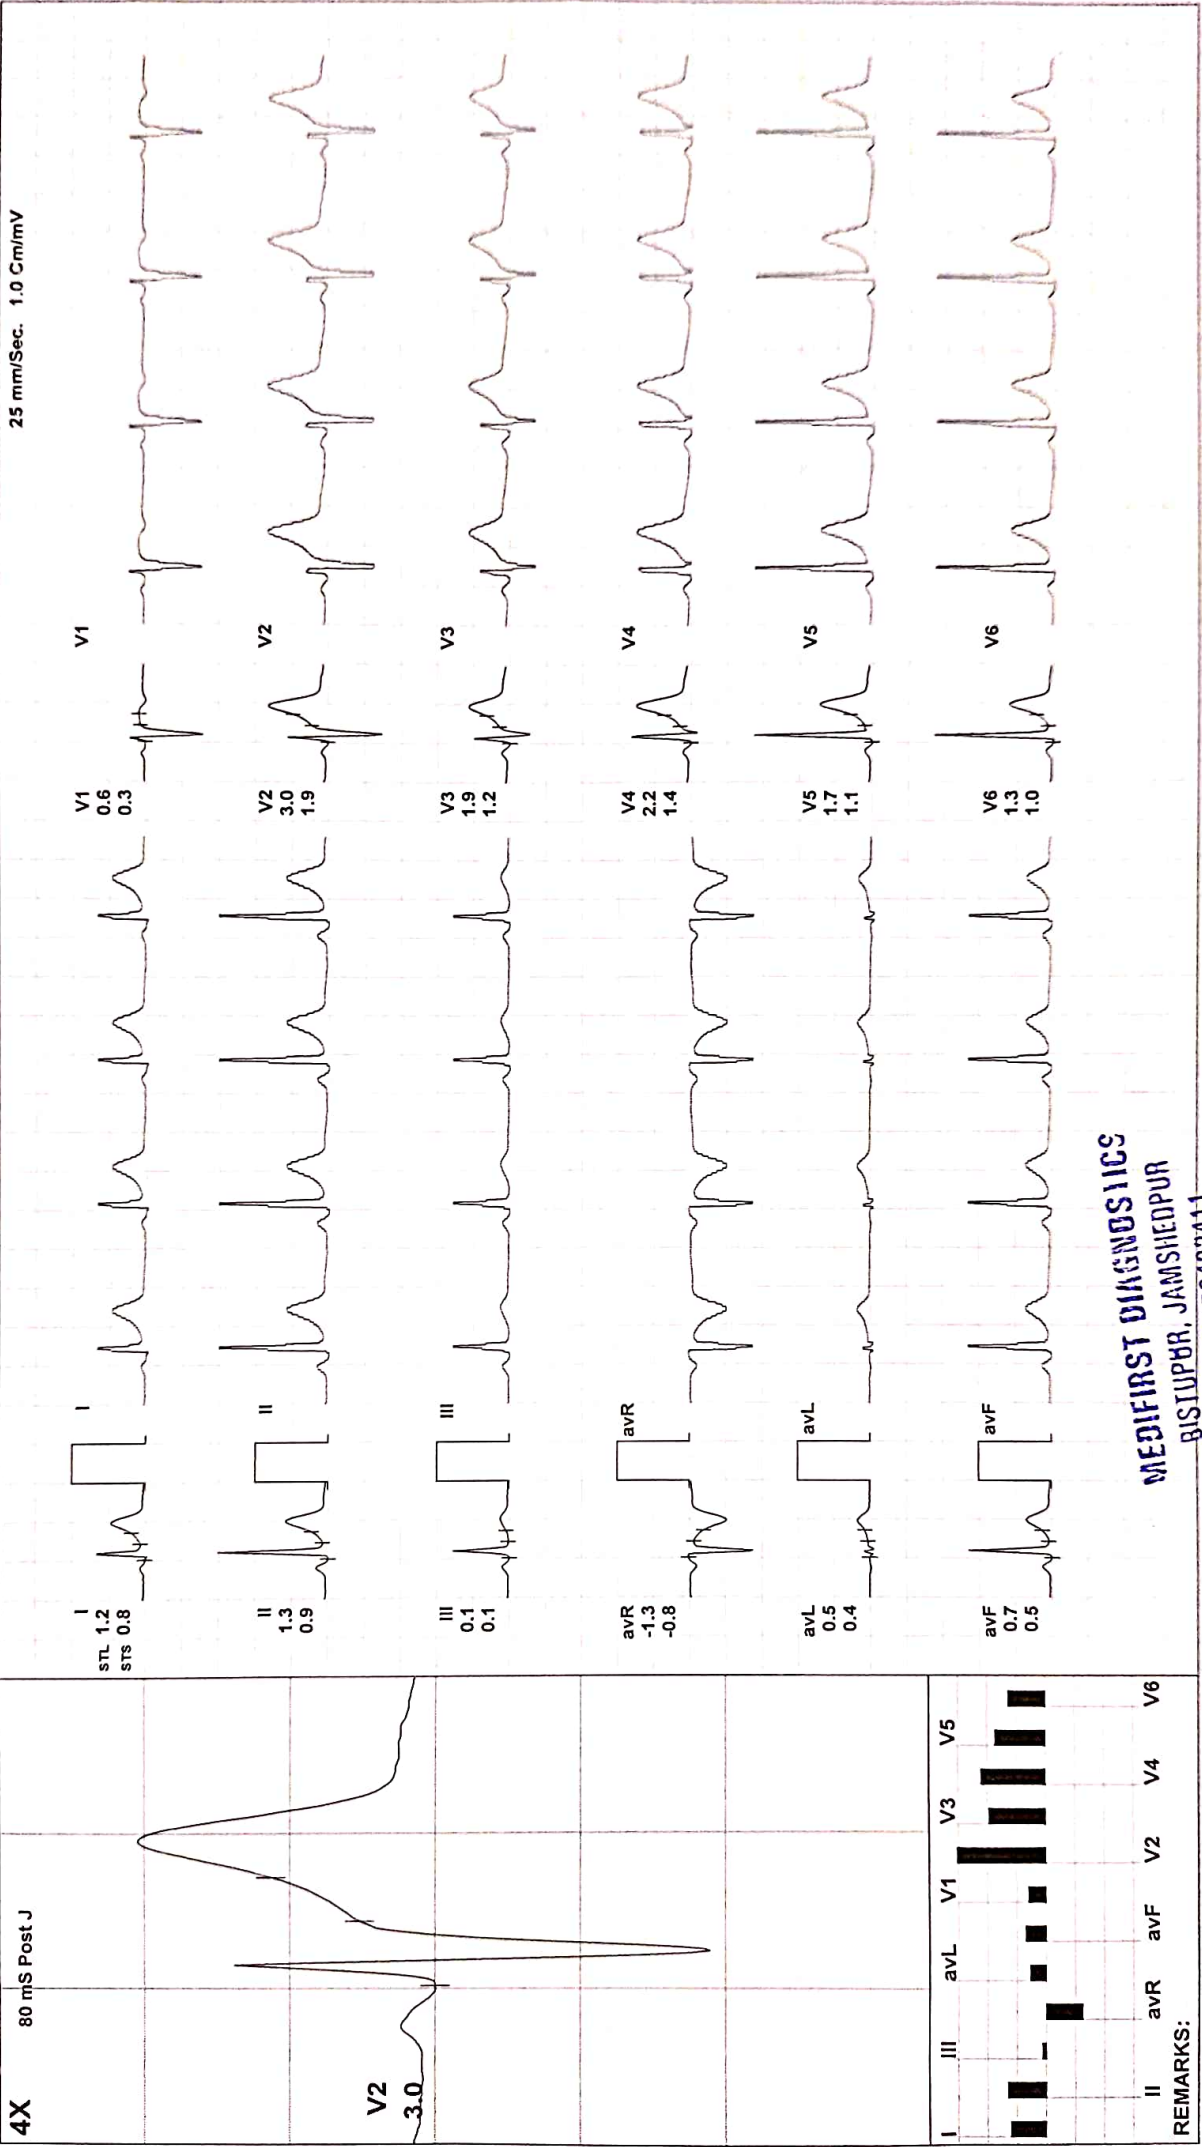 4X
80 mS Post J
25 mm/Sec. 1.0 Cm/mV
V2
3.0
I
STL 1.2
STS 0.8
I
V1
0.6
0.3
V1
II
1.3
0.9
II
V2
3.0
1.9
V2
III
0.1
0.1
III
V3
1.9
1.2
V3
avR
-1.3
-0.8
avR
V4
2.2
1.4
V4
avL
0.5
0.4
avL
V5
1.7
1.1
V5
avF
0.7
0.5
avF
V6
1.3
1.0
V6
I III avL V1 V3 V5
II avR avF V2 V4 V6
REMARKS:
MEDIFIRST DIAGNOSTICS
BISTUPUR, JAMSHEDPUR